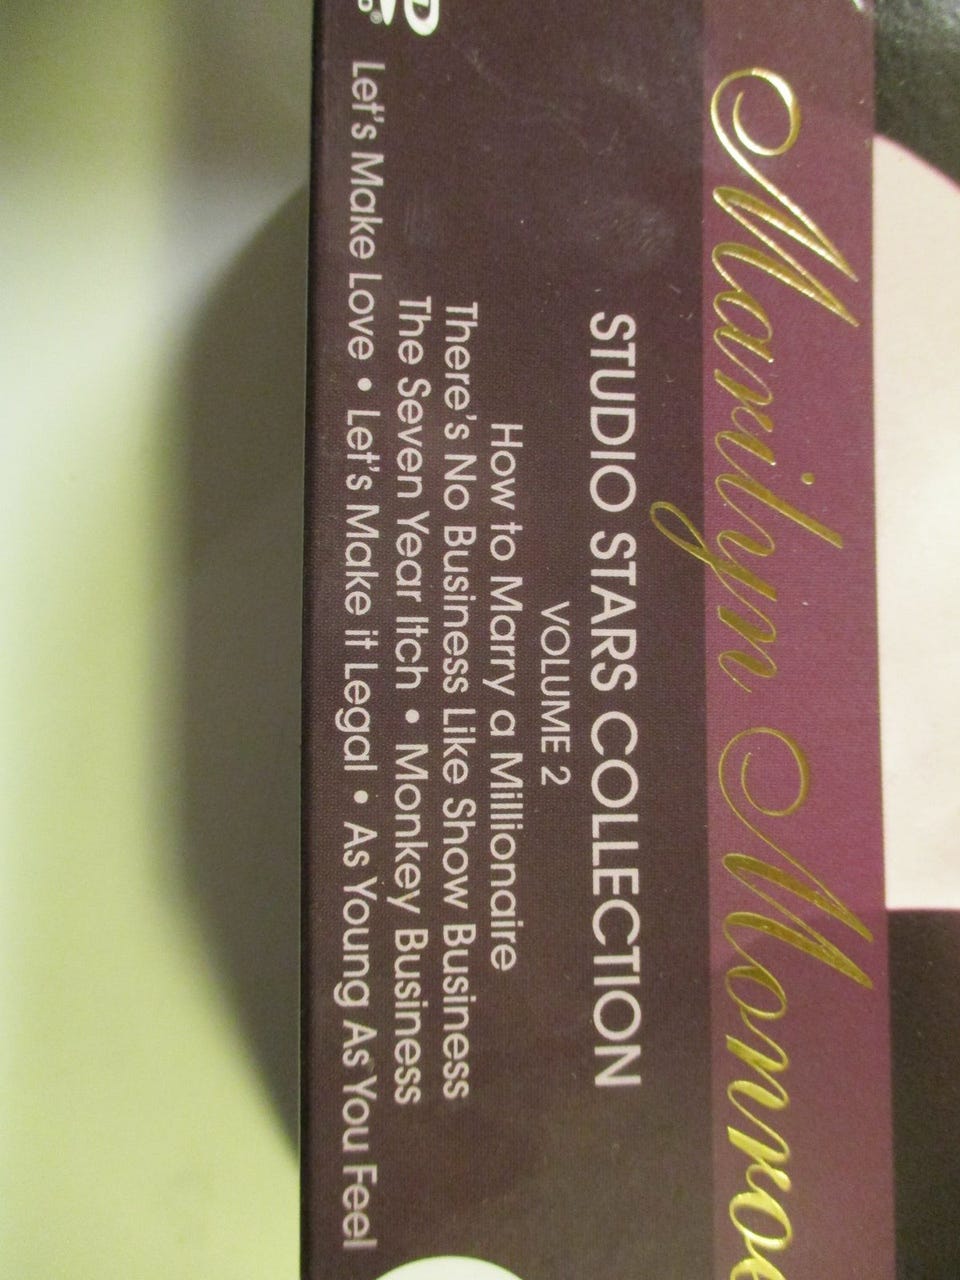 Marilyn Monroe
STUDIO STARS COLLECTION
VOLUME 2
How to Marry a Millionaire
There's No Business Like Show Business
The Seven Year Itch • Monkey Business
Let's Make Love • Let's Make it Legal • As Young As You Feel